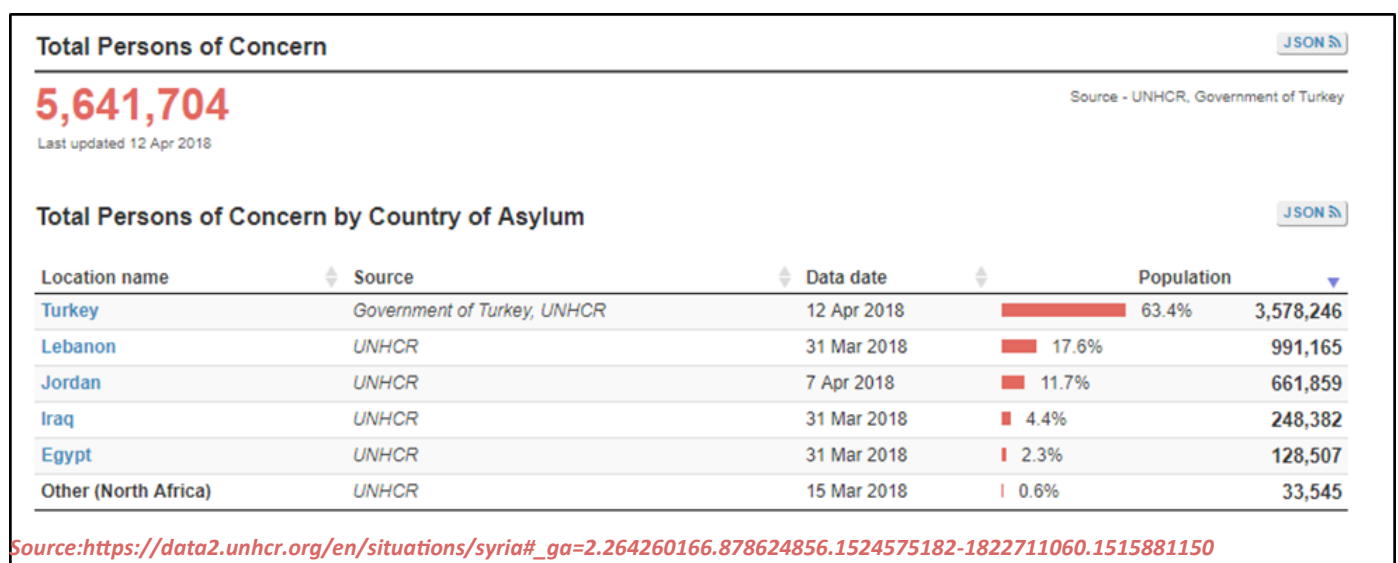 Total Persons of Concern JSON
5,641,704 Source - UNHCR, Government of Turkey
Last updated 12 Apr 2018
Total Persons of Concern by Country of Asylum JSON
Location name Source Data date Population
Turkey Government of Turkey, UNHCR 12 Apr 2018 63.4% 3,578,246
Lebanon UNHCR 31 Mar 2018 17.6% 991,165
Jordan UNHCR 7 Apr 2018 11.7% 661,859
Iraq UNHCR 31 Mar 2018 4.4% 248,382
Egypt UNHCR 31 Mar 2018 2.3% 128,507
Other (North Africa) UNHCR 15 Mar 2018 0.6% 33,545
Source:https://data2.unhcr.org/en/situations/syria#_ga=2.264260166.878624856.1524575182-1822711060.1515881150